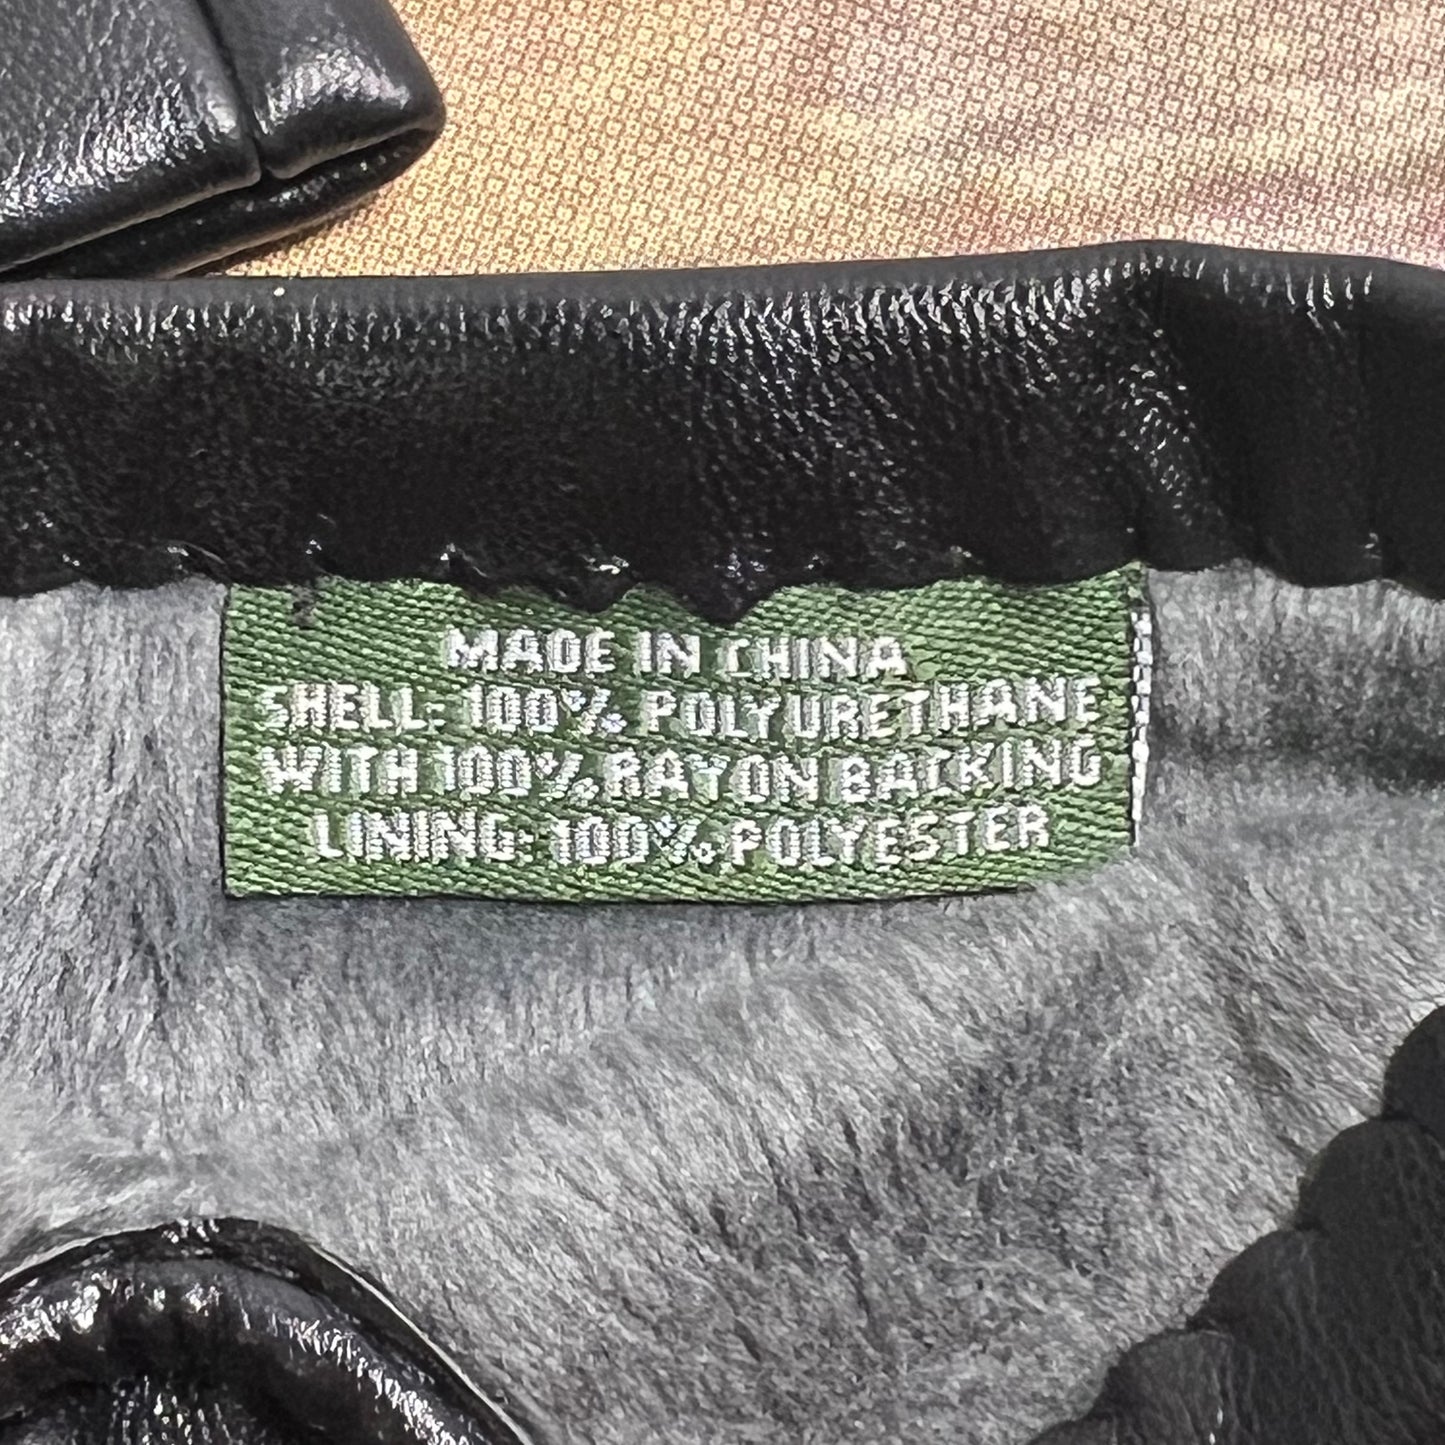 MADE IN CHINA
SHELL: 100% POLYURETHANE
WITH 100% RAYON BACKING
LINING: 100% POLYESTER